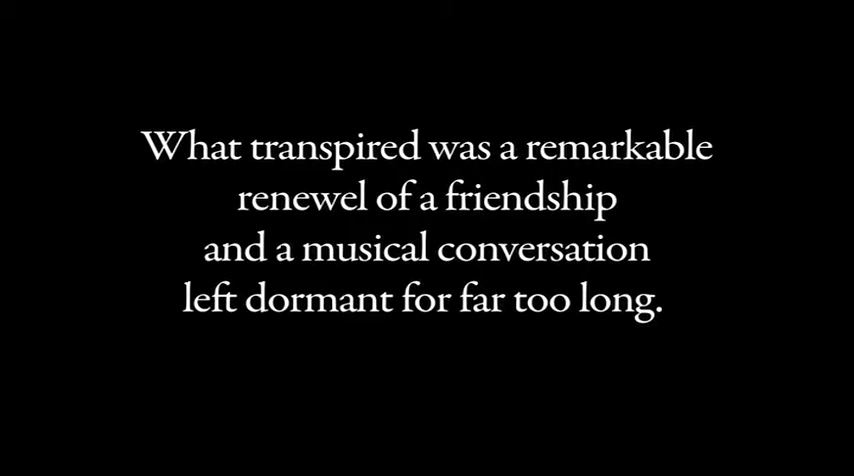 What transpired was a remarkable
renewel of a friendship
and a musical conversation
left dormant for far too long.